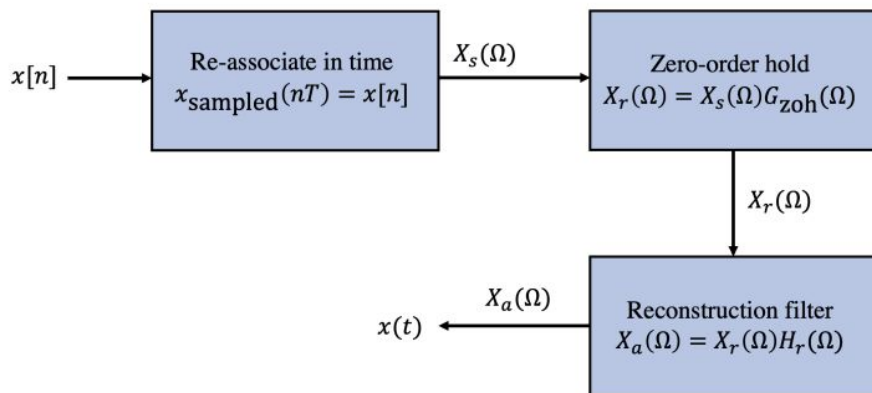 x[n]
Re-associate in time
x_sampled(nT) = x[n]
X_s(Ω)
Zero-order hold
X_r(Ω) = X_s(Ω)G_zoh(Ω)
X_r(Ω)
Reconstruction filter
X_a(Ω) = X_r(Ω)H_r(Ω)
X_a(Ω)
x(t)